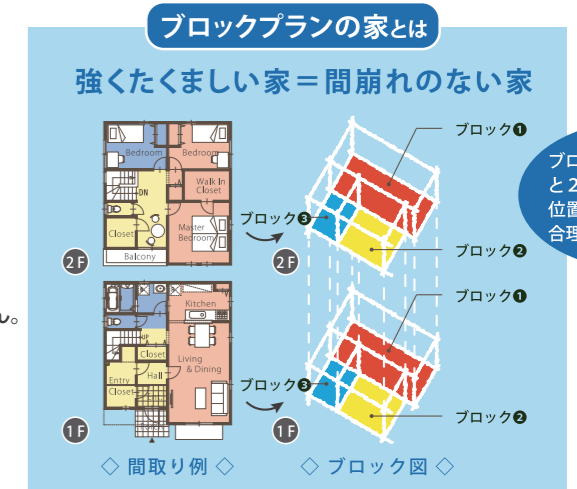 ブロックプランの家とは
強くたくましい家＝間崩れのない家
Bedroom
Bedroom
DN
Walk In
Closet
Closet
Master
Bedroom
Balcony
2F
ブロック❶
ブロック❸
ブロック❷
2F
ブロ
と2
位置
合理
ん。
Kitchen
UP
Closet
Living
& Dining
Entry
Hall
Closet
1F
ブロック❶
ブロック❸
ブロック❷
1F
◇ 間取り例 ◇
◇ ブロック図 ◇